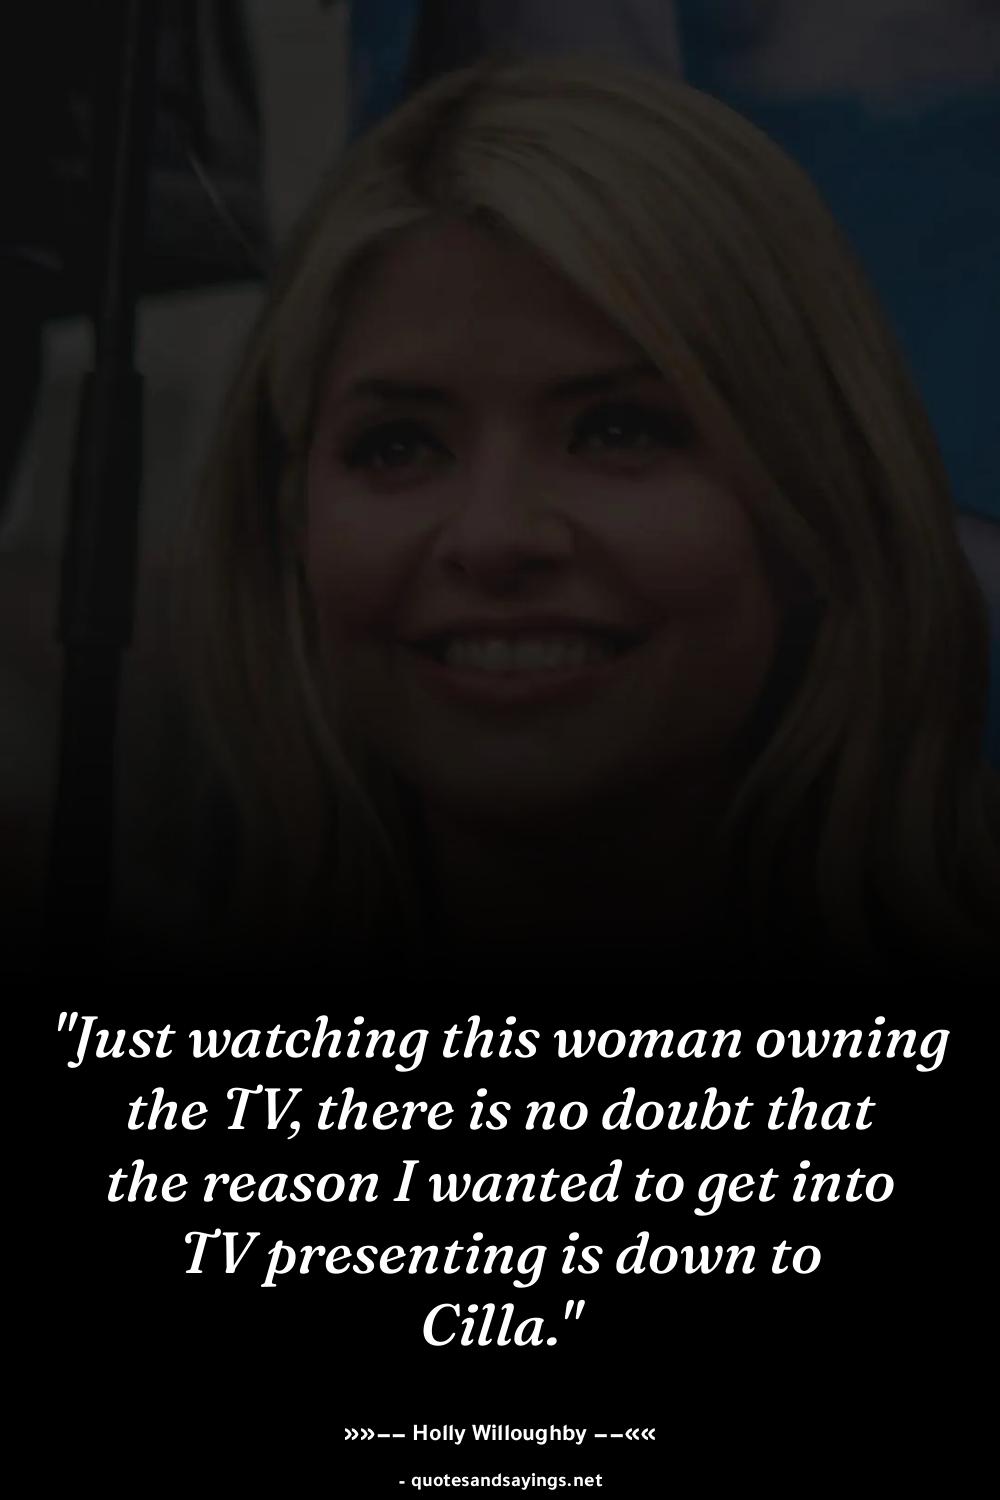 "Just watching this woman owning
the TV, there is no doubt that
the reason I wanted to get into
TV presenting is down to
Cilla."
»»−− Holly Willoughby −−««
- quotesandsayings.net